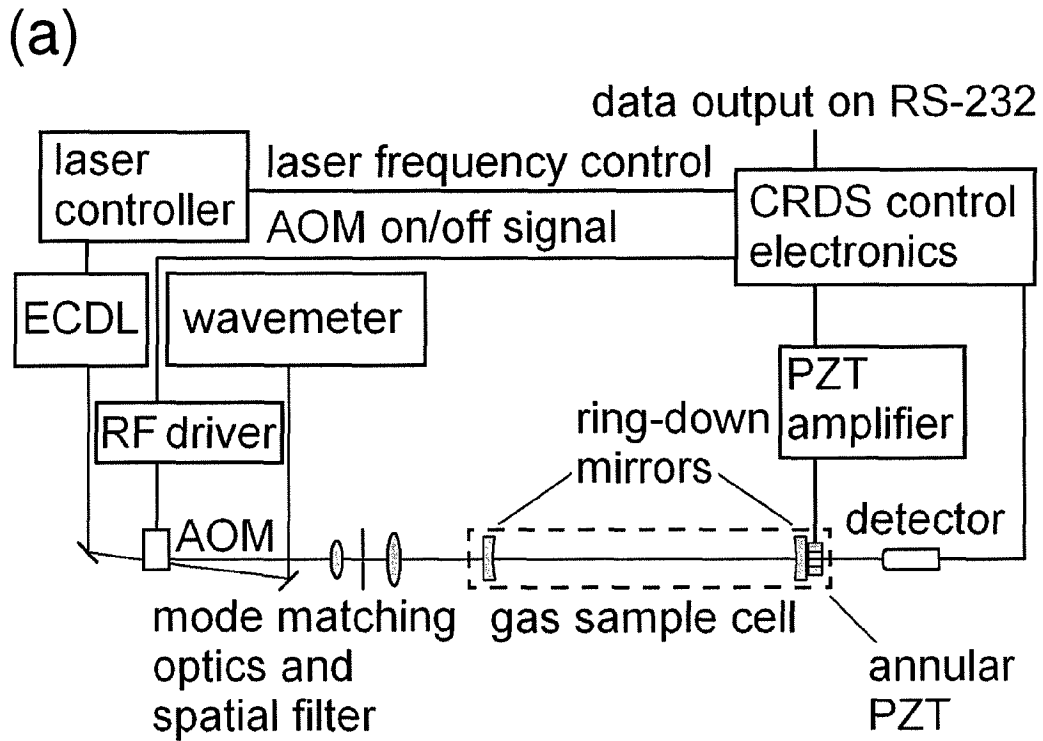 (a)
data output on RS-232
laser
controller
laser frequency control
AOM on/off signal
CRDS control
electronics
ECDL
wavemeter
PZT
amplifier
RF driver
ring-down
mirrors
AOM
detector
mode matching
optics and
spatial filter
gas sample cell
annular
PZT